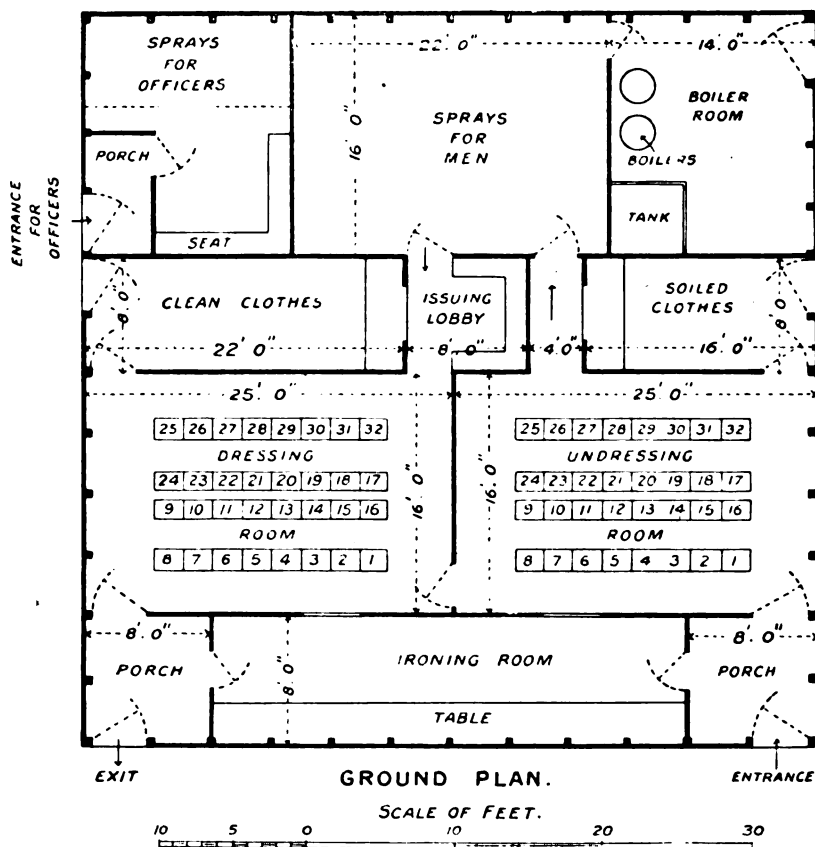 SPRAYS
FOR
OFFICERS
22'.0"
14'.0"
16'.0"
SPRAYS
FOR
MEN
BOILER
ROOM
BOILERS
PORCH
TANK
ENTRANCE
FOR
OFFICERS
SEAT
CLEAN CLOTHES
8'.0"
ISSUING
LOBBY
SOILED
CLOTHES
8'.0"
22'.0"
8'.0"
4'.0"
16'.0"
25'.0"
25'.0"
25 26 27 28 29 30 31 32
DRESSING
24 23 22 21 20 19 18 17
9 10 11 12 13 14 15 16
ROOM
8 7 6 5 4 3 2 1
16'.0"
16'.0"
25 26 27 28 29 30 31 32
UNDRESSING
24 23 22 21 20 19 18 17
9 10 11 12 13 14 15 16
ROOM
8 7 6 5 4 3 2 1
8'.0"
8'.0"
PORCH
8'.0"
IRONING ROOM
PORCH
TABLE
EXIT
GROUND PLAN.
ENTRANCE
SCALE OF FEET.
10 5 0 10 20 30